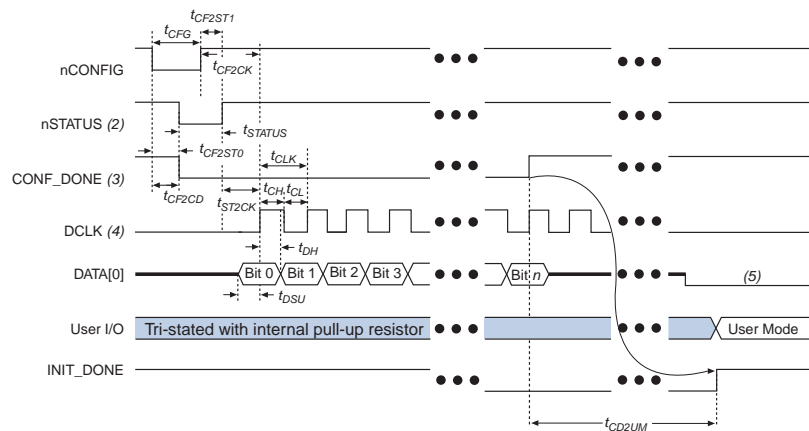 tCF2ST1
tCFG
tCF2CK
nCONFIG
nSTATUS (2)
tSTATUS
tCF2ST0
tCLK
CONF_DONE (3)
tCF2CD
tST2CK
tCH
tCL
DCLK (4)
tDH
DATA[0]
Bit 0
Bit 1
Bit 2
Bit 3
Bit n
(5)
tDSU
User I/O
Tri-stated with internal pull-up resistor
User Mode
INIT_DONE
tCD2UM